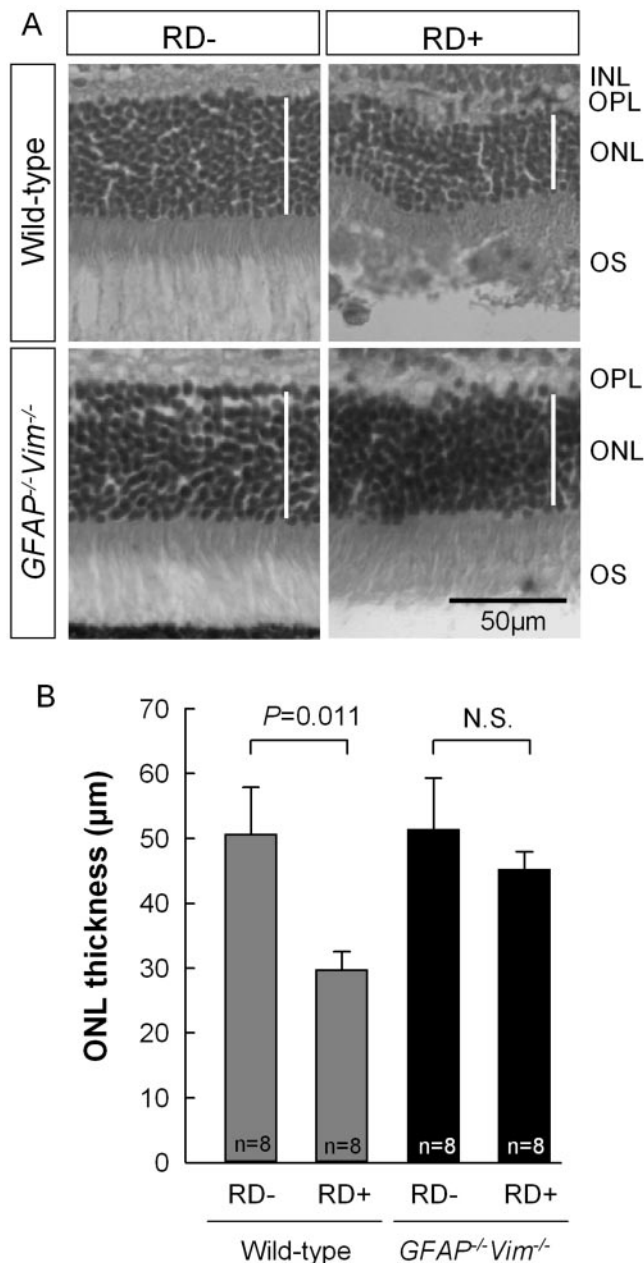 A
RD-
RD+
Wild-type
INL
OPL
ONL
OS
GFAP-/-Vim-/-
OPL
ONL
OS
50µm
B
70
60
50
40
30
20
10
0
ONL thickness (µm)
P=0.011
N.S.
n=8
n=8
n=8
n=8
RD-
RD+
RD-
RD+
Wild-type
GFAP-/-Vim-/-